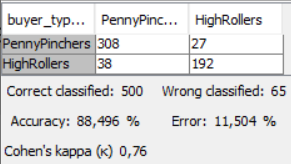 buyer_typ... PennyPinc... HighRollers
PennyPinchers 308 27
HighRollers 38 192
Correct classified: 500 Wrong classified: 65
Accuracy: 88,496 % Error: 11,504 %
Cohen's kappa (κ) 0,76